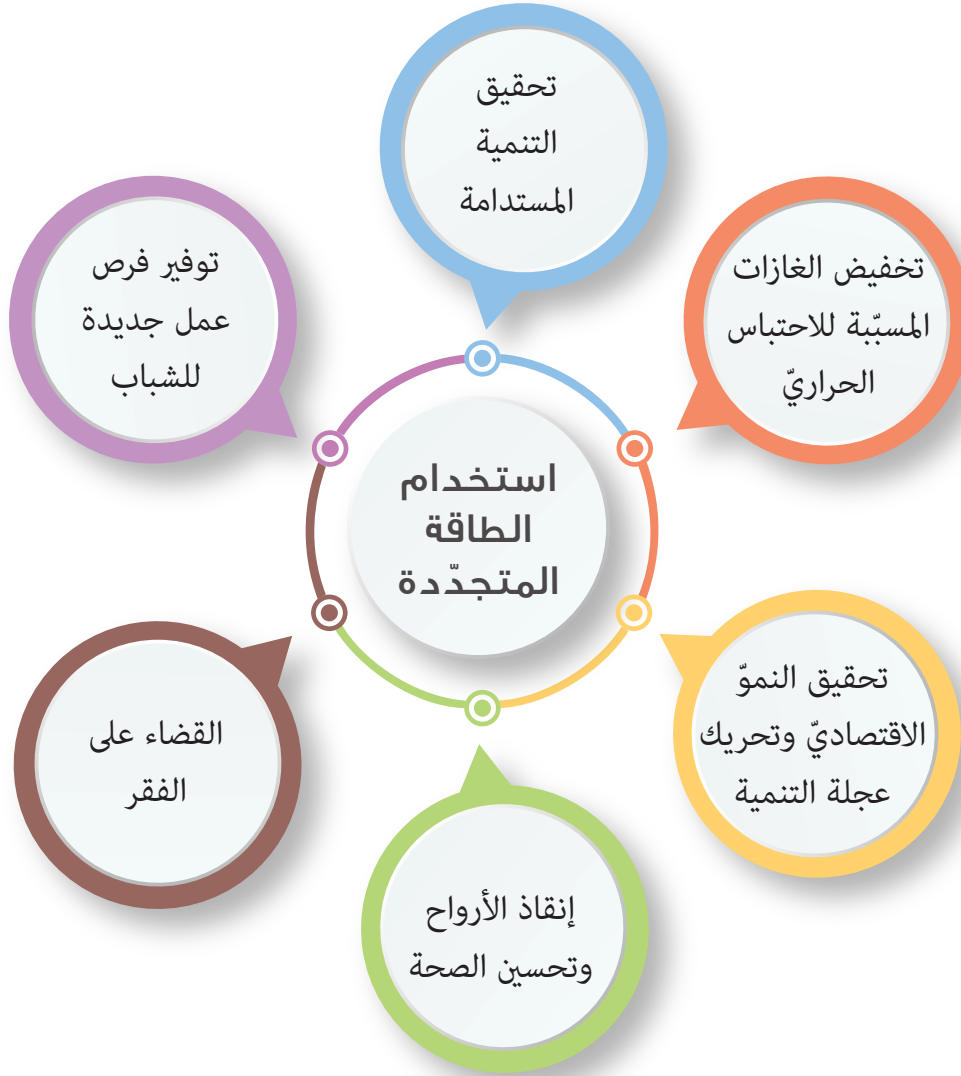 تحقيق
التنمية
المستدامة
تخفيض الغازات
المسبّبة للاحتباس
الحراريّ
توفير فرص
عمل جديدة
للشباب
استخدام
الطاقة
المتجدّدة
تحقيق النموّ
الاقتصاديّ وتحريك
عجلة التنمية
القضاء على
الفقر
إنقاذ الأرواح
وتحسين الصحة